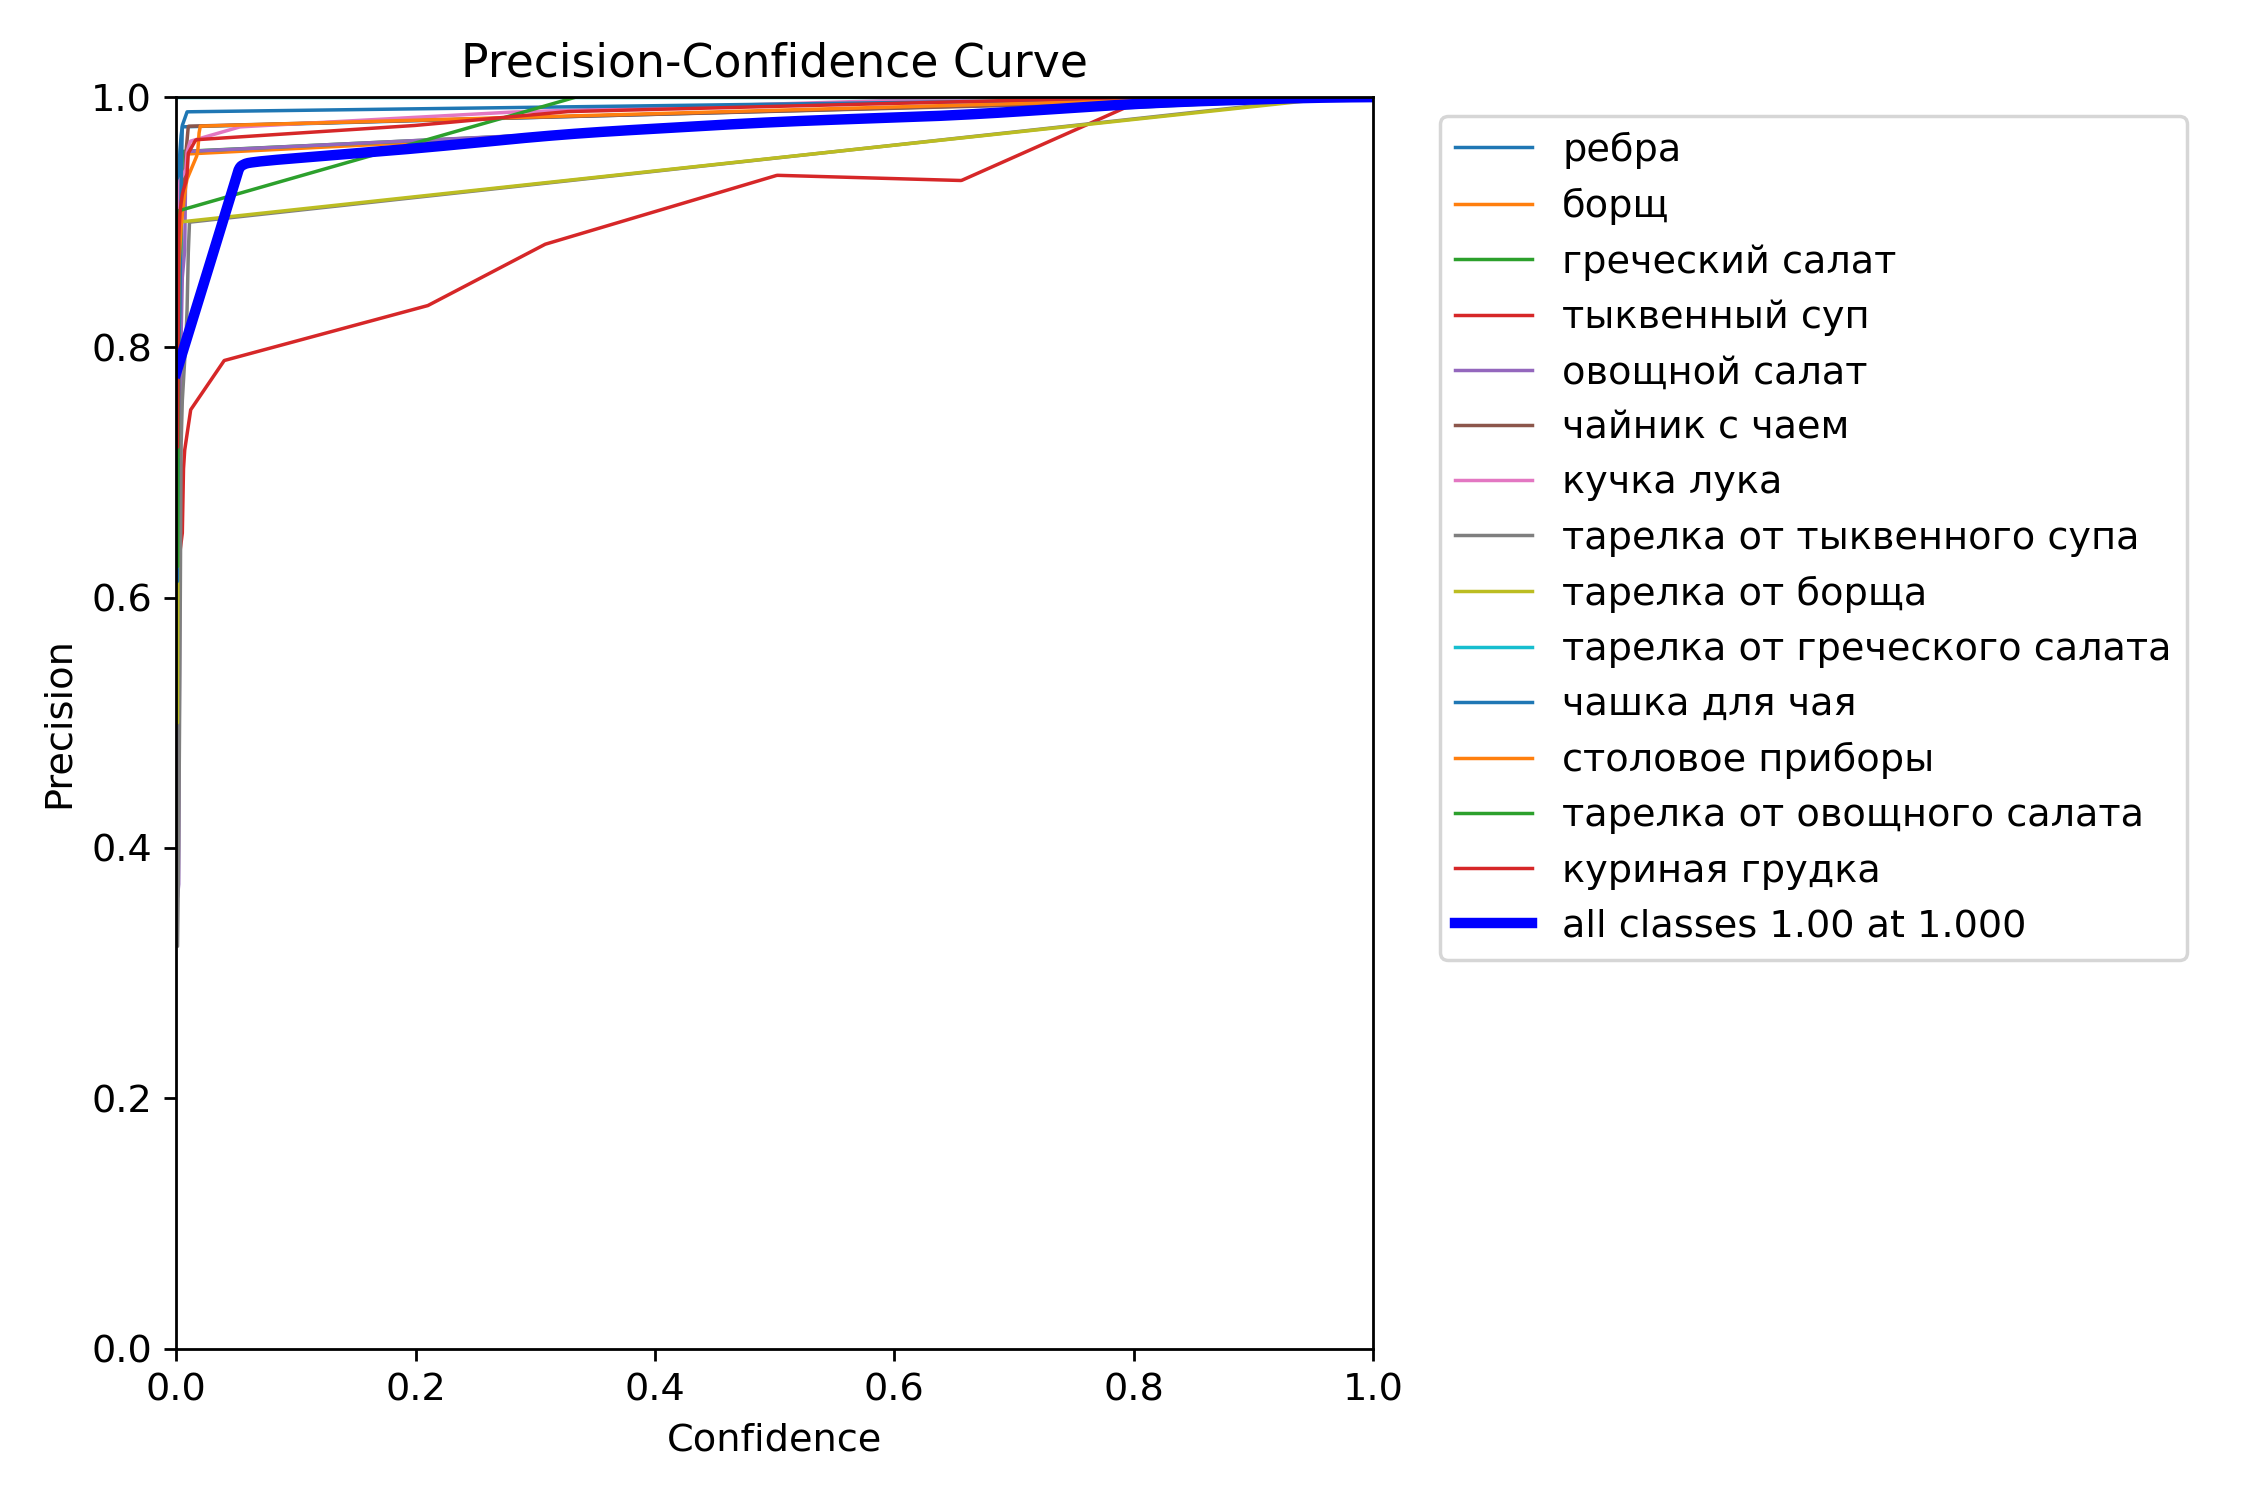 Precision-Confidence Curve
1.0
0.8
0.6
0.4
0.2
0.0
Precision
0.0 0.2 0.4 0.6 0.8 1.0
Confidence
ребра
борщ
греческий салат
тыквенный суп
овощной салат
чайник с чаем
кучка лука
тарелка от тыквенного супа
тарелка от борща
тарелка от греческого салата
чашка для чая
столовое приборы
тарелка от овощного салата
куриная грудка
all classes 1.00 at 1.000